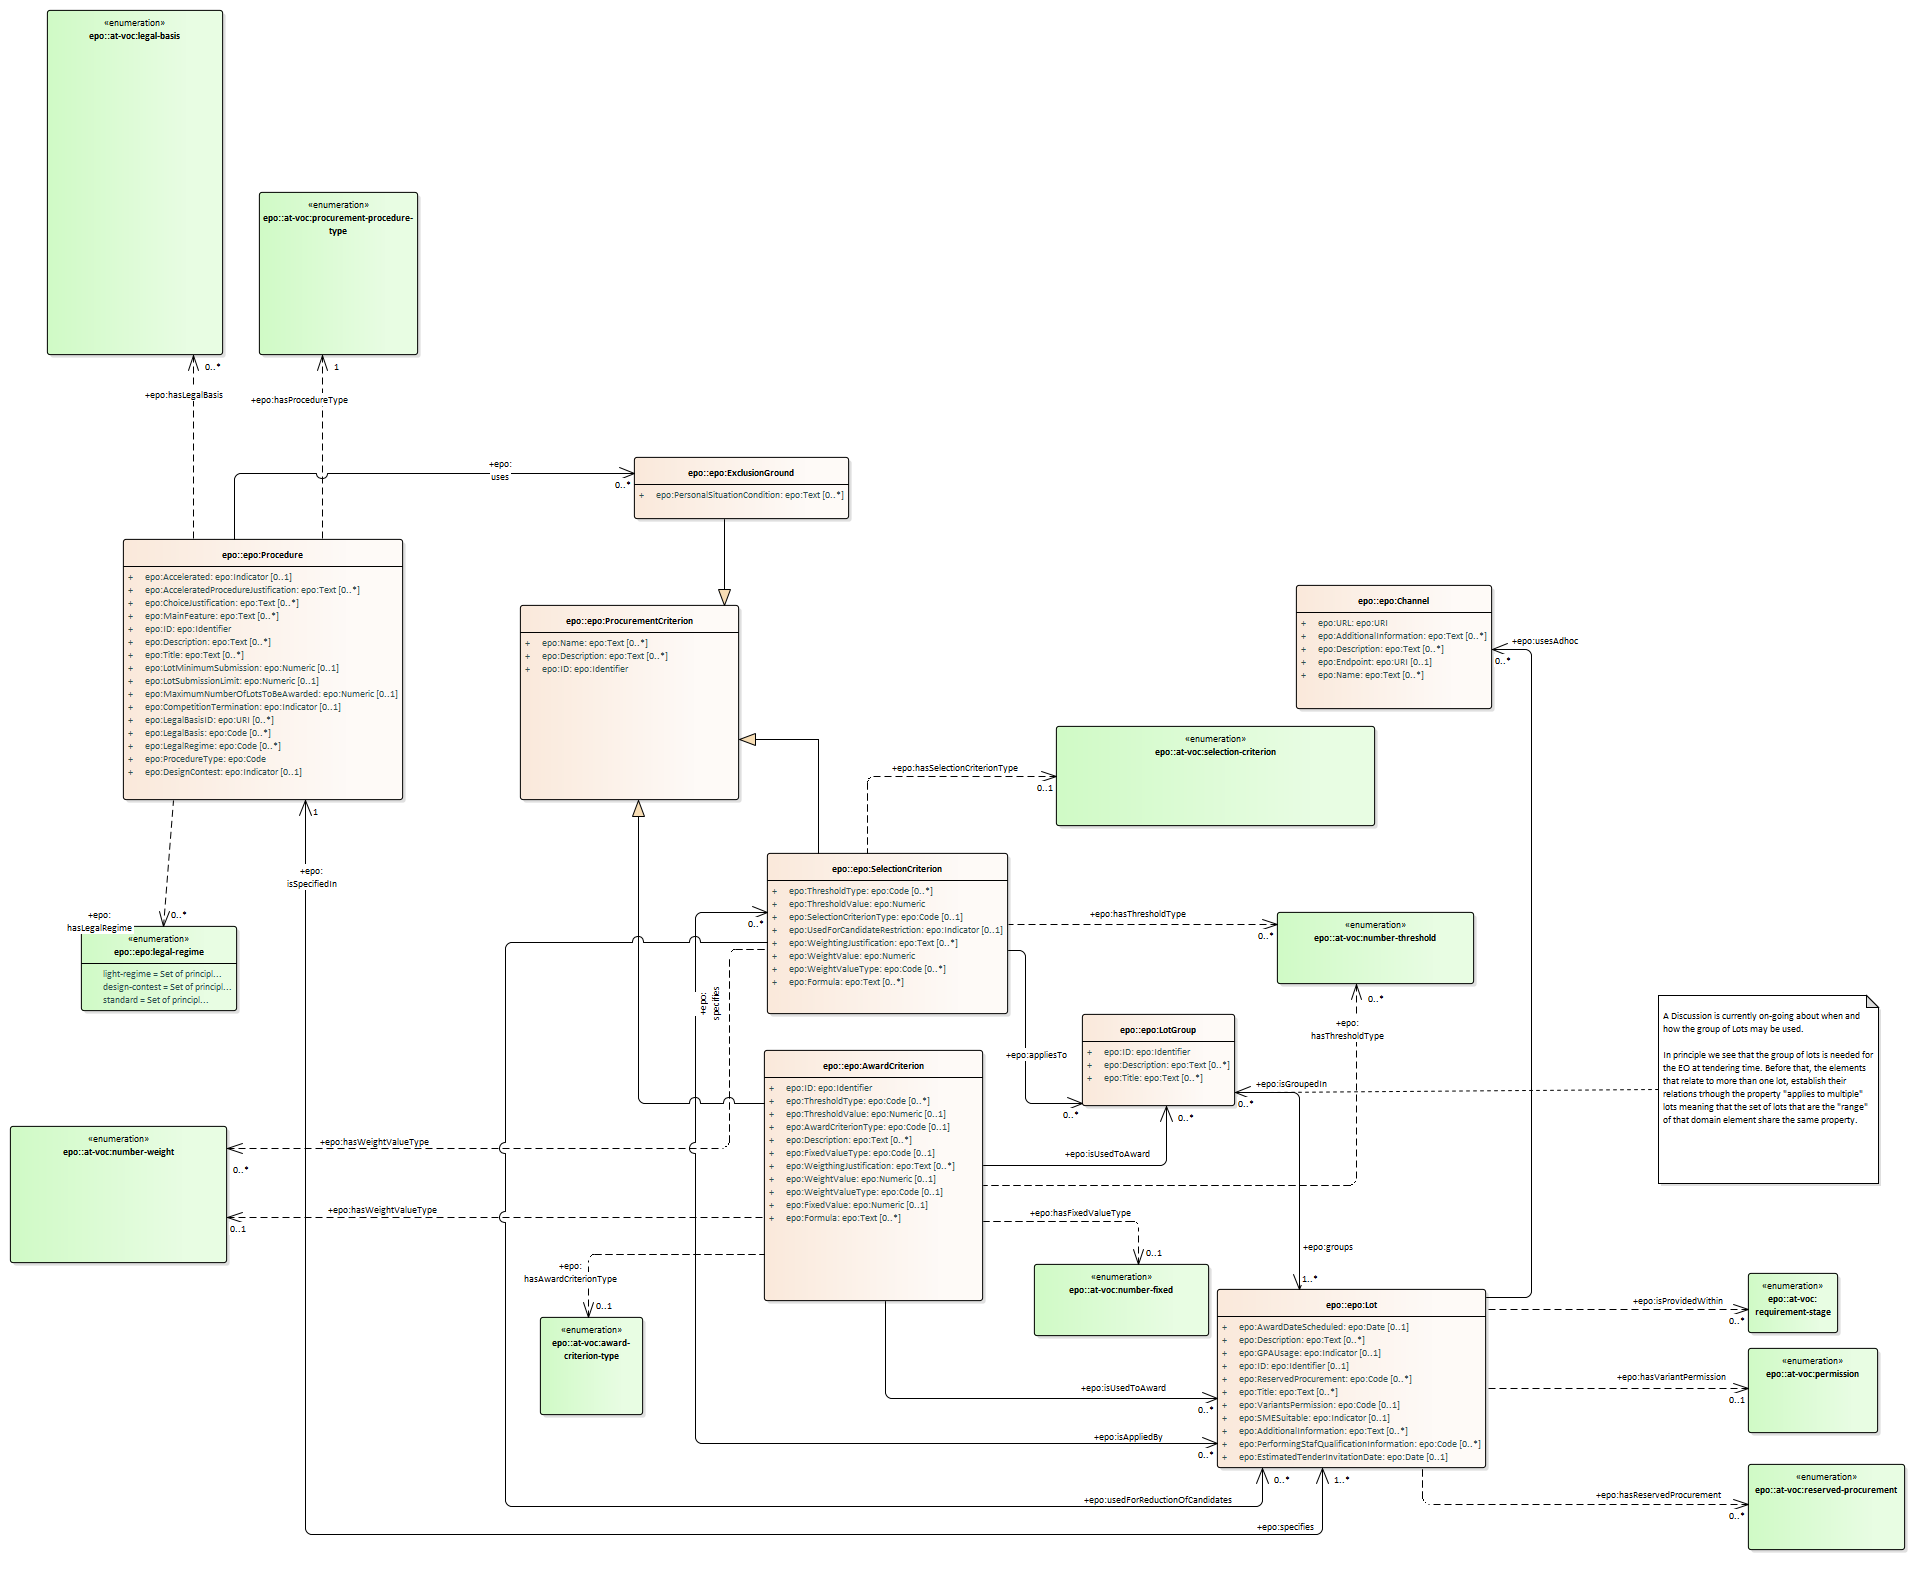 «enumeration»
epo::at-voc:legal-basis
«enumeration»
epo::at-voc:procurement-procedure-
type
0..*
1
+epo:hasLegalBasis
+epo:hasProcedureType
+epo:
uses
0..*
epo::epo:ExclusionGround
+ epo:PersonalSituationCondition: epo:Text [0..*]
epo::epo:Procedure
+ epo:Accelerated: epo:Indicator [0..1]
+ epo:AcceleratedProcedureJustification: epo:Text [0..*]
+ epo:ChoiceJustification: epo:Text [0..*]
+ epo:MainFeature: epo:Text [0..*]
+ epo:ID: epo:Identifier
+ epo:Description: epo:Text [0..*]
+ epo:Title: epo:Text [0..*]
+ epo:LotMinimumSubmission: epo:Numeric [0..1]
+ epo:LotSubmissionLimit: epo:Numeric [0..1]
+ epo:MaximumNumberOfLotsToBeAwarded: epo:Numeric [0..1]
+ epo:CompetitionTermination: epo:Indicator [0..1]
+ epo:LegalBasisID: epo:URI [0..*]
+ epo:LegalBasis: epo:Code [0..*]
+ epo:LegalRegime: epo:Code [0..*]
+ epo:ProcedureType: epo:Code
+ epo:DesignContest: epo:Indicator [0..1]
epo::epo:ProcurementCriterion
+ epo:Name: epo:Text [0..*]
+ epo:Description: epo:Text [0..*]
+ epo:ID: epo:Identifier
epo::epo:Channel
+ epo:URL: epo:URI
+ epo:AdditionalInformation: epo:Text [0..*]
+ epo:Description: epo:Text [0..*]
+ epo:Endpoint: epo:URI [0..1]
+ epo:Name: epo:Text [0..*]
+epo:usesAdhoc
0..*
«enumeration»
epo::at-voc:selection-criterion
+epo:hasSelectionCriterionType
0..1
1
+epo:
isSpecifiedIn
+epo:
hasLegalRegime
0..*
«enumeration»
epo::epo:legal-regime
light-regime = Set of principl...
design-contest = Set of principl...
standard = Set of principl...
epo::epo:SelectionCriterion
+ epo:ThresholdType: epo:Code [0..*]
+ epo:ThresholdValue: epo:Numeric
+ epo:SelectionCriterionType: epo:Code [0..1]
+ epo:UsedForCandidateRestriction: epo:Indicator [0..1]
+ epo:WeightingJustification: epo:Text [0..*]
+ epo:WeightValue: epo:Numeric
+ epo:WeightValueType: epo:Code [0..*]
+ epo:Formula: epo:Text [0..*]
0..*
+epo:
specifies
+epo:hasThresholdType
0..*
«enumeration»
epo::at-voc:number-threshold
0..*
+epo:
hasThresholdType
epo::epo:LotGroup
+ epo:ID: epo:Identifier
+ epo:Description: epo:Text [0..*]
+ epo:Title: epo:Text [0..*]
+epo:appliesTo
0..*
+epo:isGroupedIn
0..*
0..*
+epo:isUsedToAward
A Discussion is currently on-going about when and
how the group of Lots may be used.
In principle we see that the group of lots is needed for
the EO at tendering time. Before that, the elements
that relate to more than one lot, establish their
relations trhough the property "applies to multiple"
lots meaning that the set of lots that are the "range"
of that domain element share the same property.
epo::epo:AwardCriterion
+ epo:ID: epo:Identifier
+ epo:ThresholdType: epo:Code [0..*]
+ epo:ThresholdValue: epo:Numeric [0..1]
+ epo:AwardCriterionType: epo:Code [0..1]
+ epo:Description: epo:Text [0..*]
+ epo:FixedValueType: epo:Code [0..1]
+ epo:WeigthingJustification: epo:Text [0..*]
+ epo:WeightValue: epo:Numeric [0..1]
+ epo:WeightValueType: epo:Code [0..1]
+ epo:FixedValue: epo:Numeric [0..1]
+ epo:Formula: epo:Text [0..*]
«enumeration»
epo::at-voc:number-weight
+epo:hasWeightValueType
0..*
+epo:hasWeightValueType
0..1
+epo:
hasAwardCriterionType
0..1
«enumeration»
epo::at-voc:award-
criterion-type
+epo:hasFixedValueType
0..1
«enumeration»
epo::at-voc:number-fixed
+epo:groups
1..*
epo::epo:Lot
+ epo:AwardDateScheduled: epo:Date [0..1]
+ epo:Description: epo:Text [0..*]
+ epo:GPAUsage: epo:Indicator [0..1]
+ epo:ID: epo:Identifier [0..1]
+ epo:ReservedProcurement: epo:Code [0..*]
+ epo:Title: epo:Text [0..*]
+ epo:VariantsPermission: epo:Code [0..1]
+ epo:SMESuitable: epo:Indicator [0..1]
+ epo:AdditionalInformation: epo:Text [0..*]
+ epo:PerformingStafQualificationInformation: epo:Code [0..*]
+ epo:EstimatedTenderInvitationDate: epo:Date [0..1]
+epo:isProvidedWithin
0..*
«enumeration»
epo::at-voc:
requirement-stage
+epo:hasVariantPermission
0..1
«enumeration»
epo::at-voc:permission
+epo:isUsedToAward
0..*
+epo:isAppliedBy
0..*
0..*
1..*
+epo:usedForReductionOfCandidates
+epo:specifies
+epo:hasReservedProcurement
0..*
«enumeration»
epo::at-voc:reserved-procurement